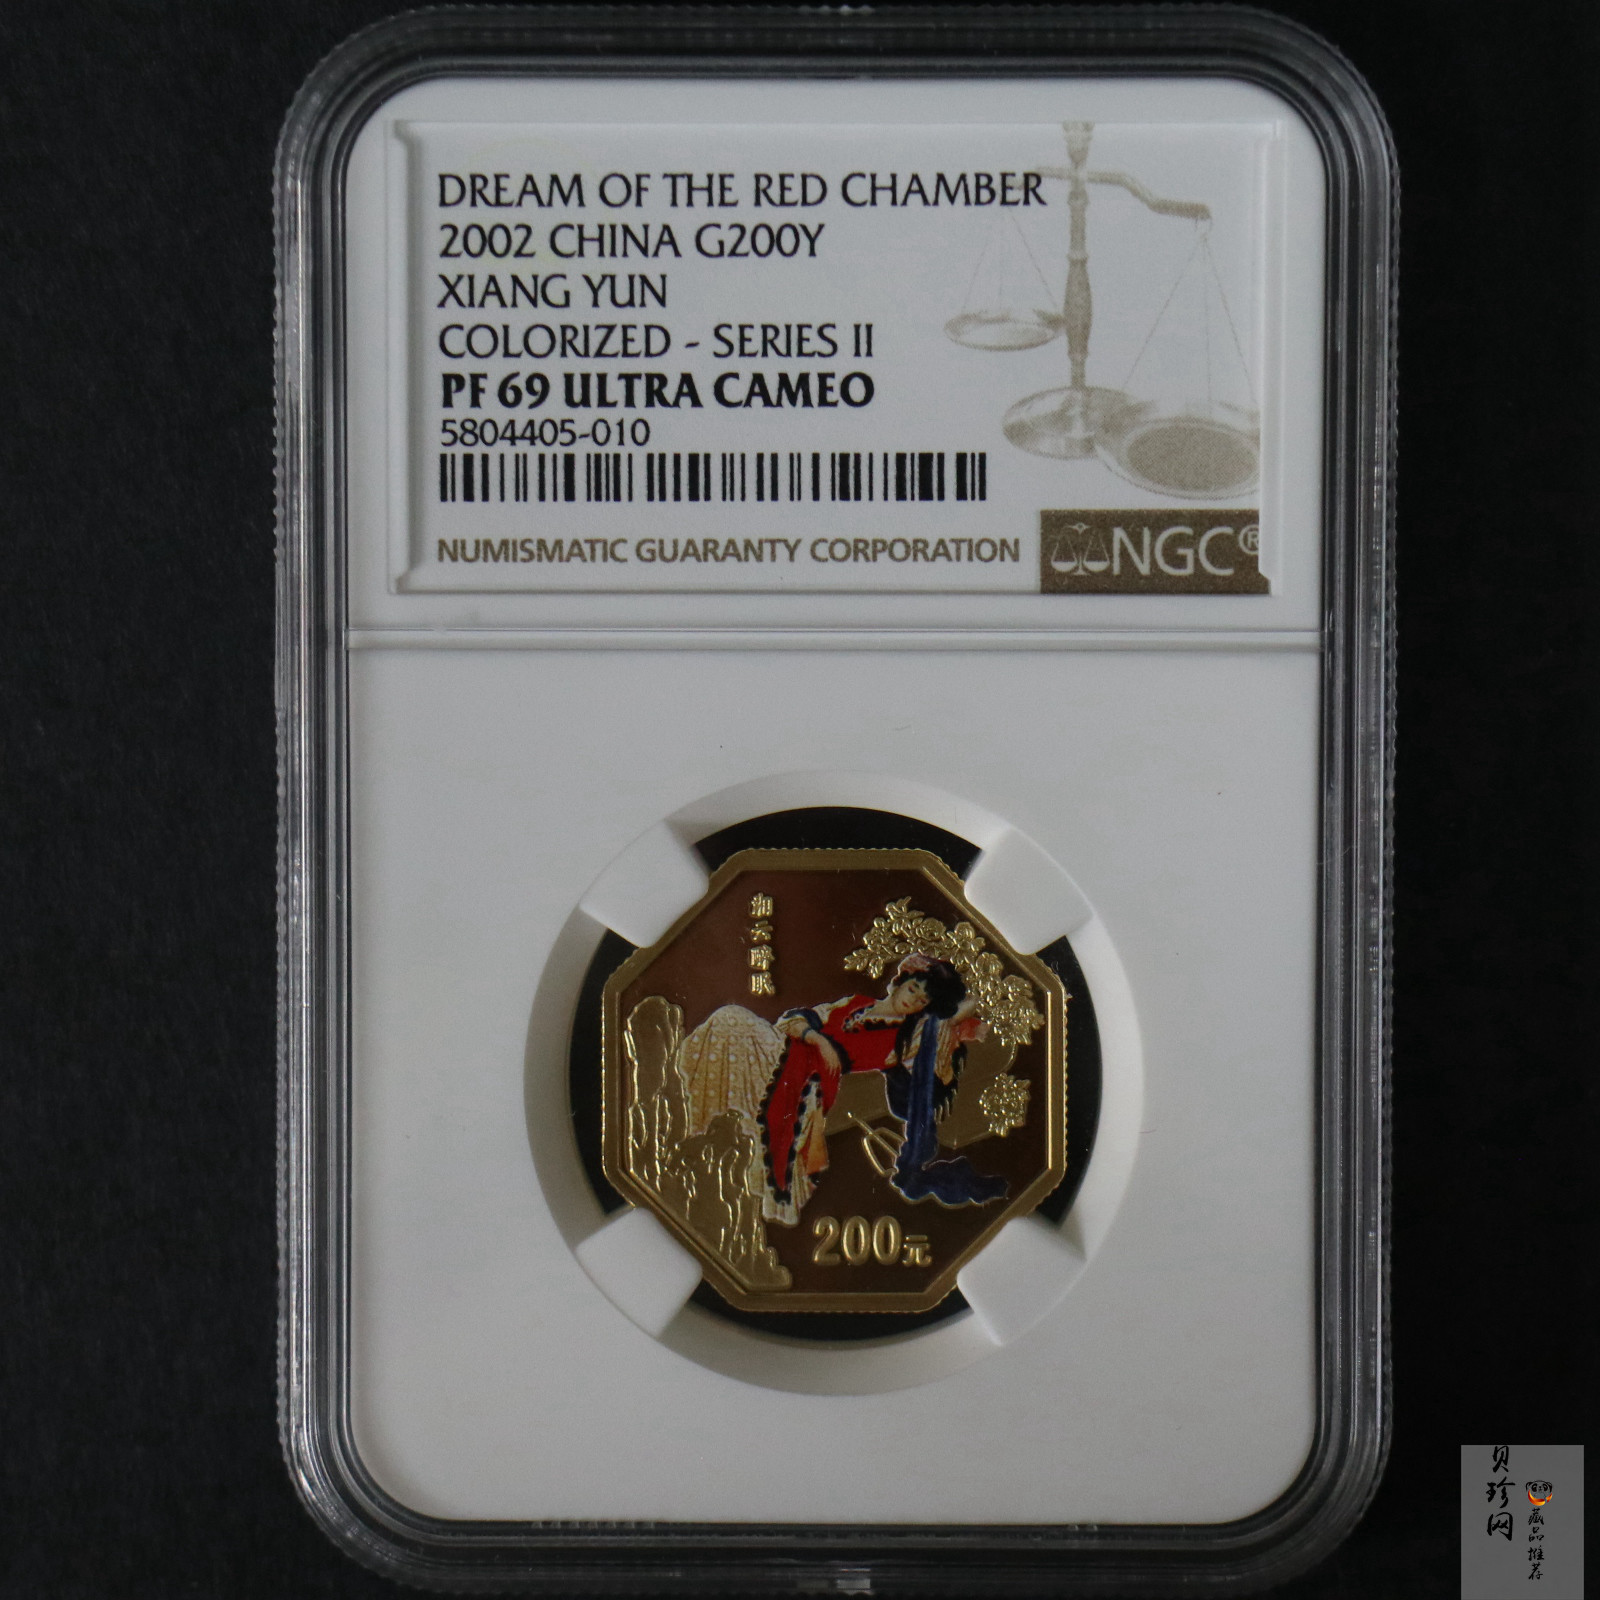 DREAM OF THE RED CHAMBER
2002 CHINA G200Y
XIANG YUN
COLORIZED - SERIES II
PF 69 ULTRA CAMEO
5804405-010
NUMISMATIC GUARANTY CORPORATION
NGC®
湘云醉眠
200元
贝珍网
藏品推荐